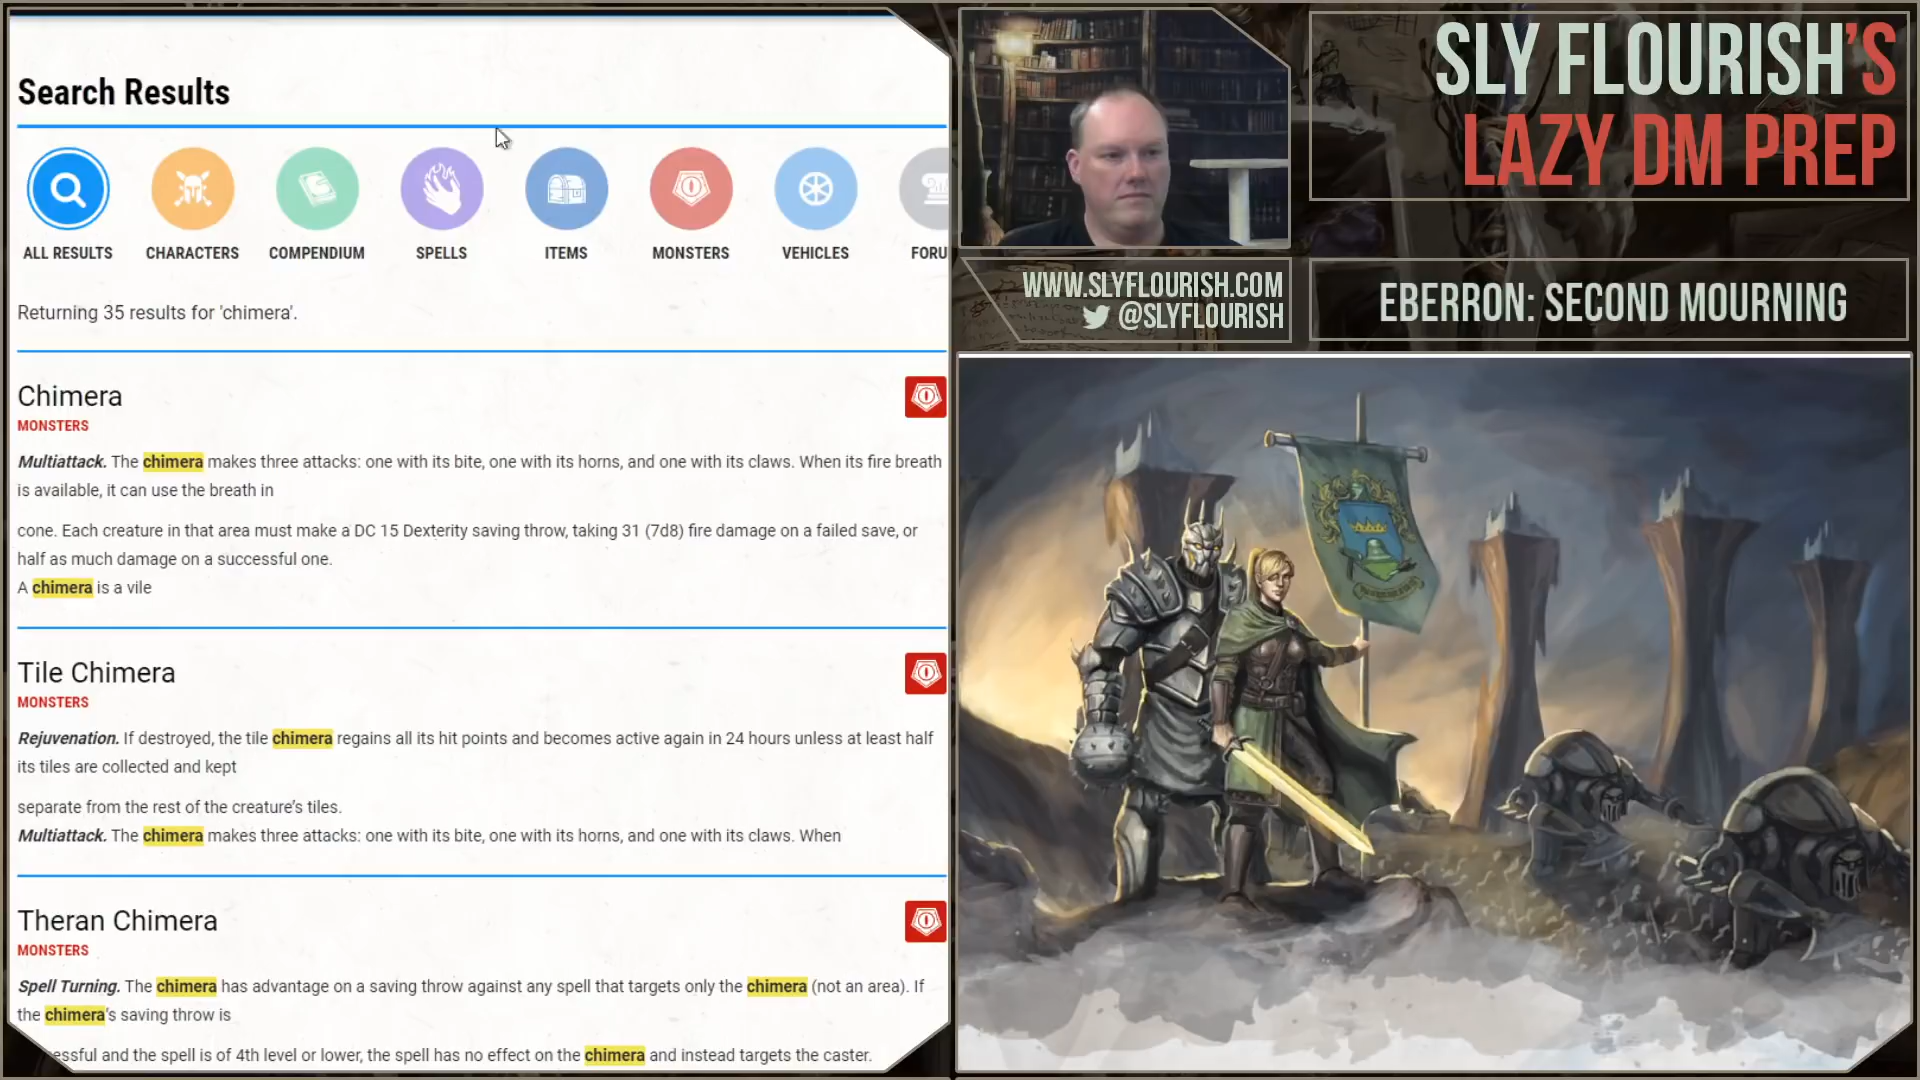 Search Results
ALL RESULTS
CHARACTERS
COMPENDIUM
SPELLS
ITEMS
MONSTERS
VEHICLES
FORU
Returning 35 results for 'chimera'.
Chimera
MONSTERS
Multiattack. The chimera makes three attacks: one with its bite, one with its horns, and one with its claws. When its fire breath
is available, it can use the breath in
cone. Each creature in that area must make a DC 15 Dexterity saving throw, taking 31 (7d8) fire damage on a failed save, or
half as much damage on a successful one.
A chimera is a vile
Tile Chimera
MONSTERS
Rejuvenation. If destroyed, the tile chimera regains all its hit points and becomes active again in 24 hours unless at least half
its tiles are collected and kept
separate from the rest of the creature's tiles.
Multiattack. The chimera makes three attacks: one with its bite, one with its horns, and one with its claws. When
Theran Chimera
MONSTERS
Spell Turning. The chimera has advantage on a saving throw against any spell that targets only the chimera (not an area). If
the chimera's saving throw is
essful and the spell is of 4th level or lower, the spell has no effect on the chimera and instead targets the caster.
SLY FLOURISH'S
LAZY DM PREP
WWW.SLYFLOURISH.COM
@SLYFLOURISH
EBERRON: SECOND MOURNING